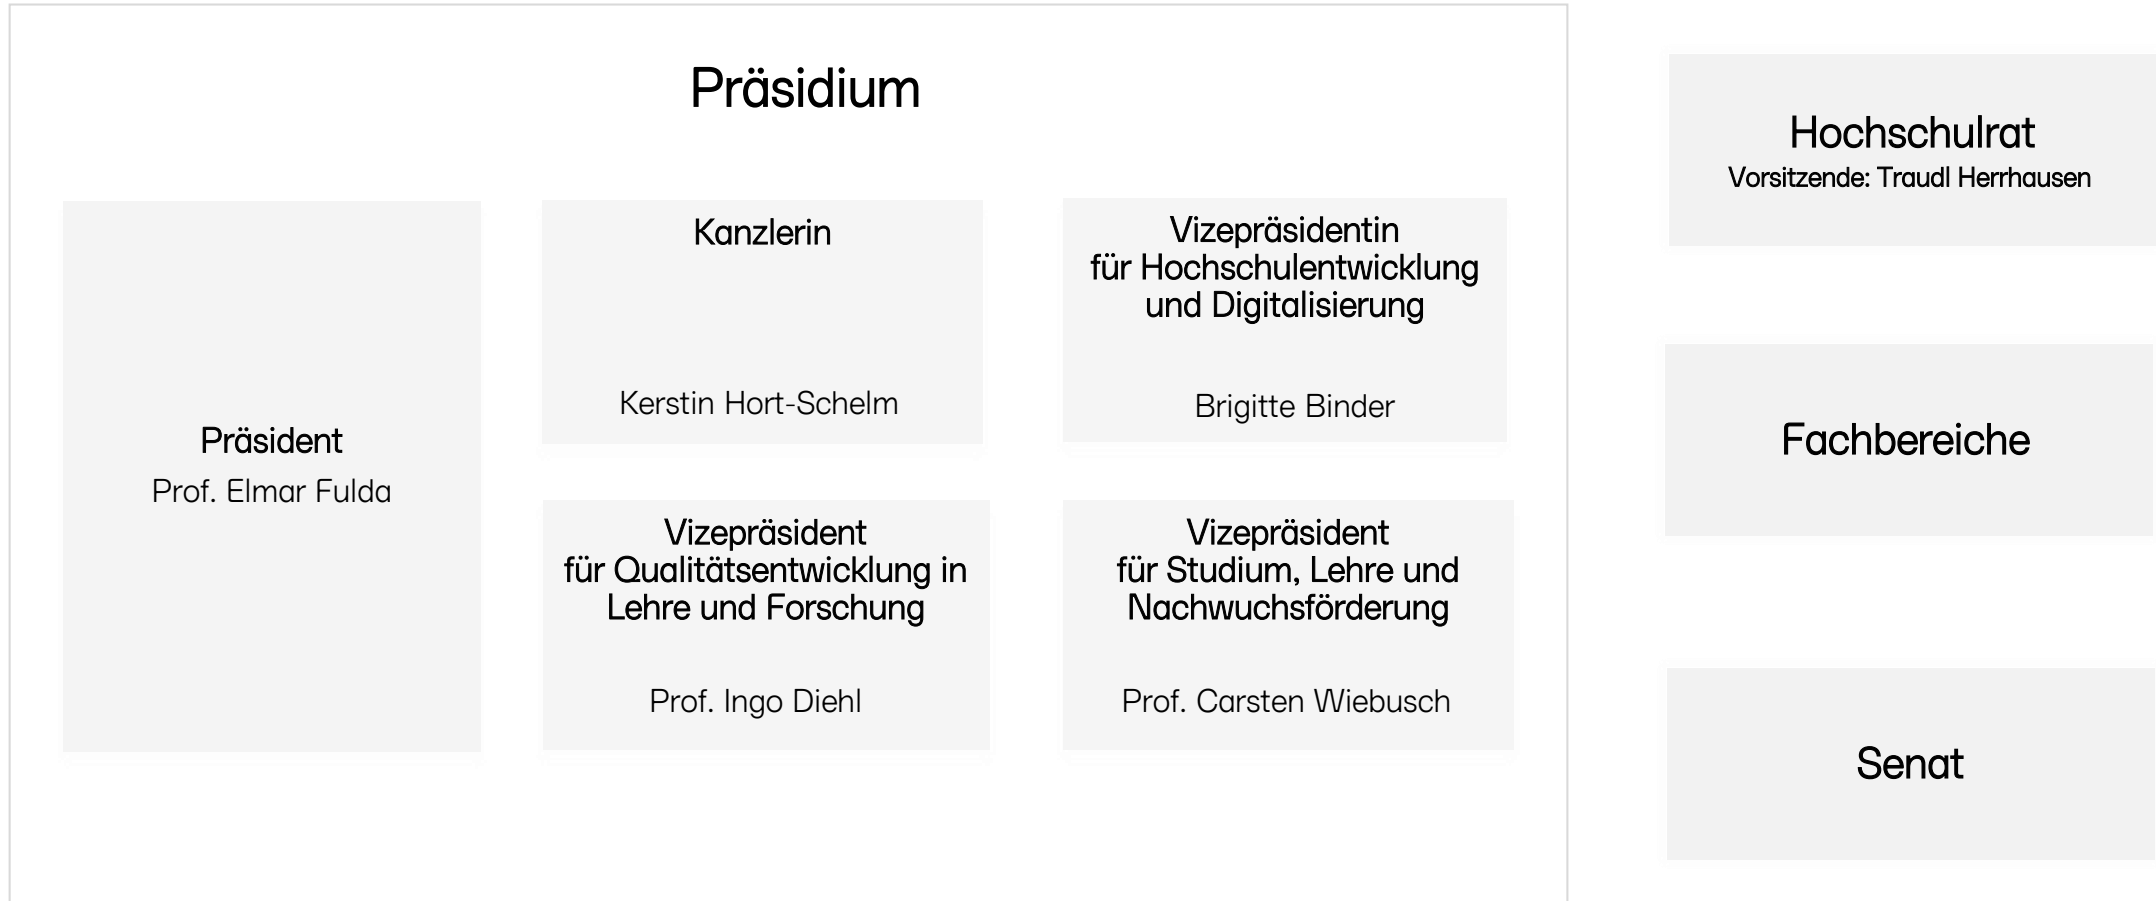 Präsidium
Präsident
Prof. Elmar Fulda
Kanzlerin
Kerstin Hort-Schelm
Vizepräsidentin
für Hochschulentwicklung
und Digitalisierung
Brigitte Binder
Vizepräsident
für Qualitätsentwicklung in
Lehre und Forschung
Prof. Ingo Diehl
Vizepräsident
für Studium, Lehre und
Nachwuchsförderung
Prof. Carsten Wiebusch
Hochschulrat
Vorsitzende: Traudl Herrhausen
Fachbereiche
Senat